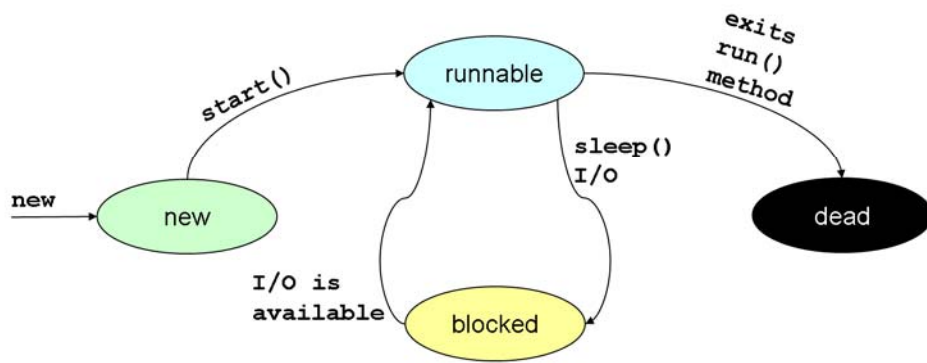 exits
run()
method
runnable
start()
sleep()
I/O
new
new
dead
I/O is
available
blocked